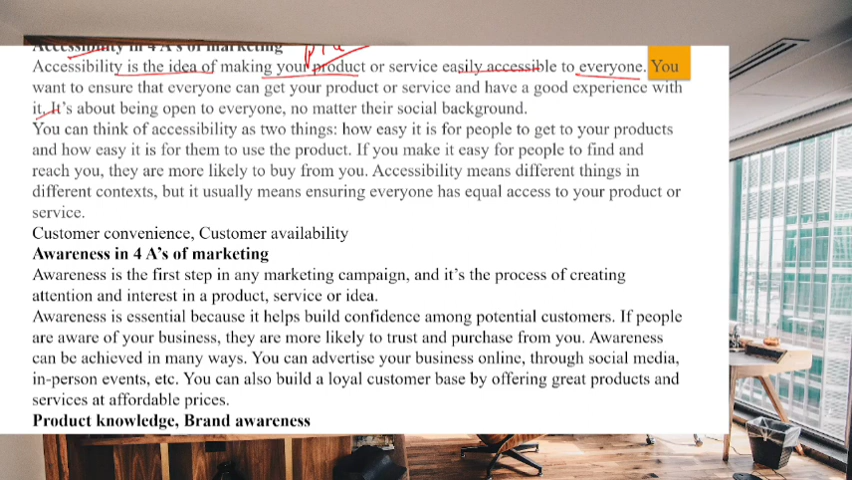 Accessibility in 4 A's of marketing
Accessibility is the idea of making your product or service easily accessible to everyone. You
want to ensure that everyone can get your product or service and have a good experience with
it. It's about being open to everyone, no matter their social background.
You can think of accessibility as two things: how easy it is for people to get to your products
and how easy it is for them to use the product. If you make it easy for people to find and
reach you, they are more likely to buy from you. Accessibility means different things in
different contexts, but it usually means ensuring everyone has equal access to your product or
service.
Customer convenience, Customer availability
Awareness in 4 A's of marketing
Awareness is the first step in any marketing campaign, and it's the process of creating
attention and interest in a product, service or idea.
Awareness is essential because it helps build confidence among potential customers. If people
are aware of your business, they are more likely to trust and purchase from you. Awareness
can be achieved in many ways. You can advertise your business online, through social media,
in-person events, etc. You can also build a loyal customer base by offering great products and
services at affordable prices.
Product knowledge, Brand awareness